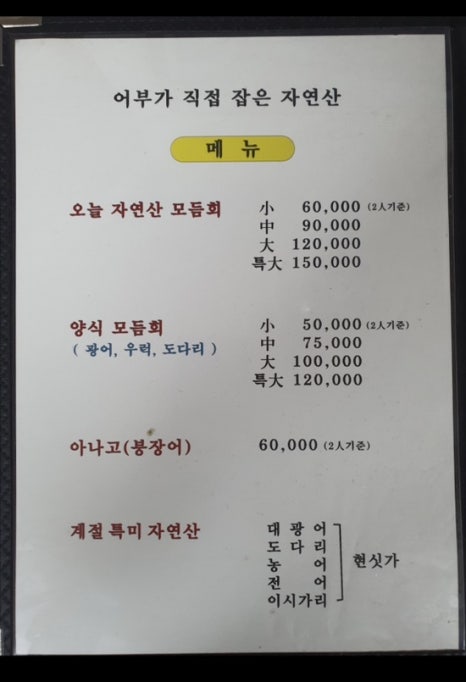 어부가 직접 잡은 자연산
메 뉴
오늘 자연산 모듬회 小 60,000 (2人기준)
中 90,000
大 120,000
특大 150,000
양식 모듬회 小 50,000 (2人기준)
( 광어, 우럭, 도다리 ) 中 75,000
大 100,000
특大 120,000
아나고(붕장어) 60,000 (2人기준)
계절 특미 자연산 대 광 어
도 다 리
농 어 현싯가
전 어
이시가리